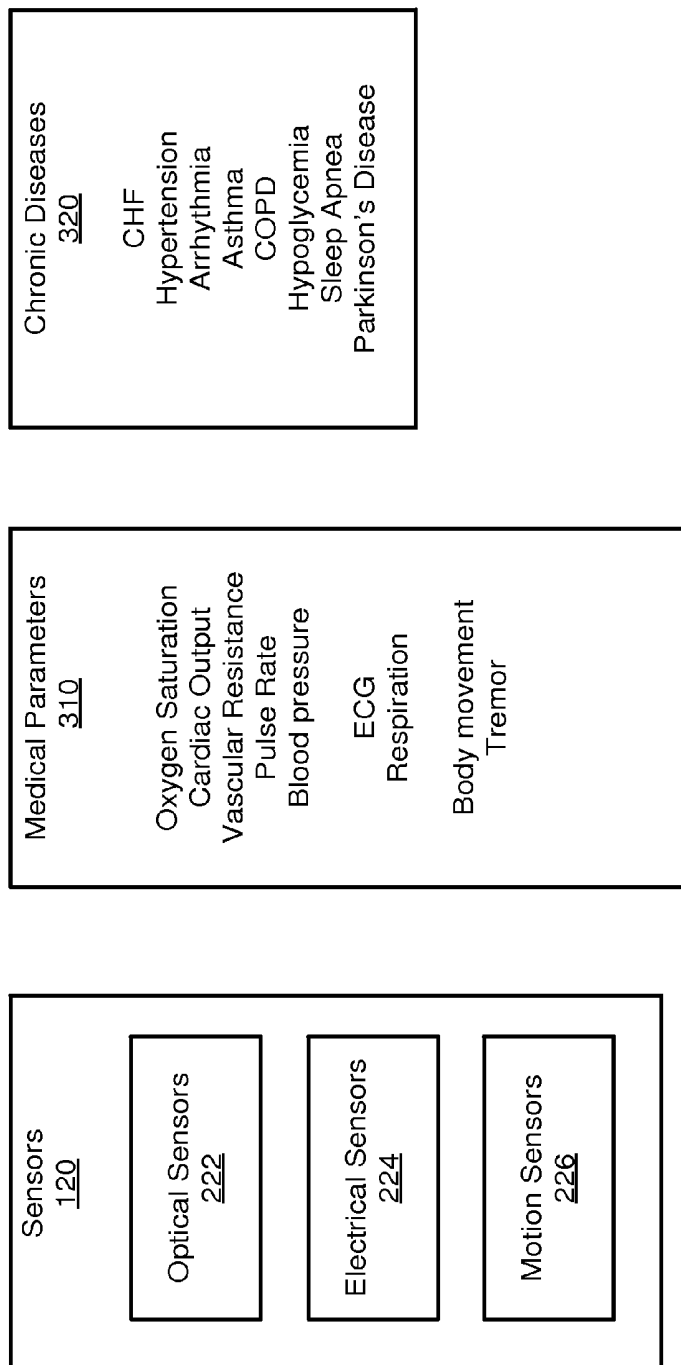 Sensors
120
Optical Sensors
222
Electrical Sensors
224
Motion Sensors
226
Medical Parameters
310
Oxygen Saturation
Cardiac Output
Vascular Resistance
Pulse Rate
Blood pressure
ECG
Respiration
Body movement
Tremor
Chronic Diseases
320
CHF
Hypertension
Arrhythmia
Asthma
COPD
Hypoglycemia
Sleep Apnea
Parkinson's Disease